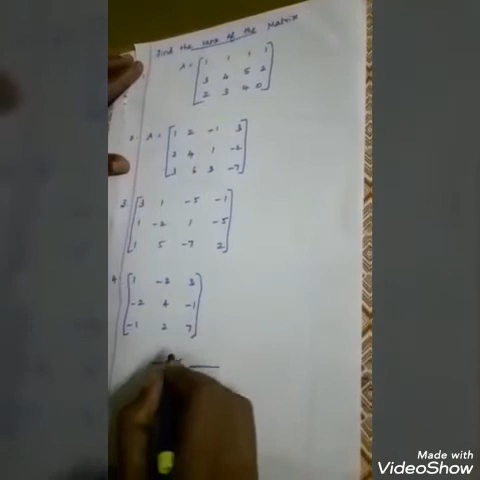 Find the rank of the Matrix
A = [ 1 1 1 1
3 4 5 2
2 3 4 0 ]
2. A = [ 1 2 -1 3
2 4 1 -2
3 6 3 -7 ]
3. [ 3 1 -5 -1
1 -2 1 -5
1 5 -7 2 ]
4. [ 1 -2 3
-2 4 -1
-1 2 7 ]
Made with
VideoShow